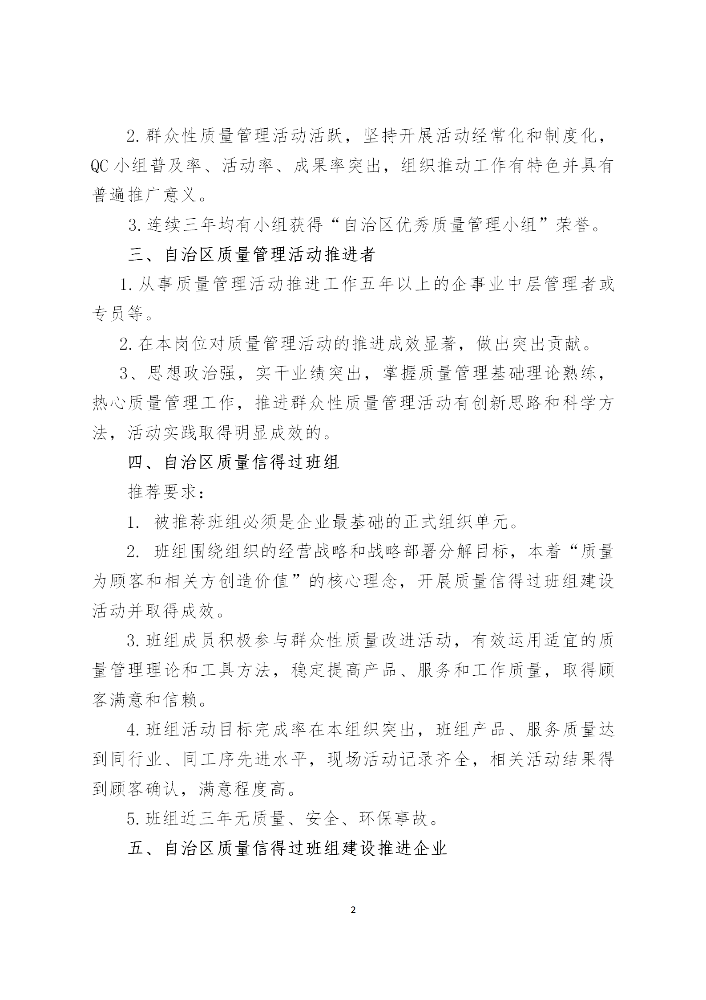 2.群众性质量管理活动活跃，坚持开展活动经常化和制度化，
QC小组普及率、活动率、成果率突出，组织推动工作有特色并具有
普遍推广意义。
3.连续三年均有小组获得“自治区优秀质量管理小组”荣誉。
三、自治区质量管理活动推进者
1.从事质量管理活动推进工作五年以上的企事业中层管理者或
专员等。
2.在本岗位对质量管理活动的推进成效显著，做出突出贡献。
3、思想政治强，实干业绩突出，掌握质量管理基础理论熟练，
热心质量管理工作，推进群众性质量管理活动有创新思路和科学方
法，活动实践取得明显成效的。
四、自治区质量信得过班组
推荐要求：
1. 被推荐班组必须是企业最基础的正式组织单元。
2. 班组围绕组织的经营战略和战略部署分解目标，本着“质量
为顾客和相关方创造价值”的核心理念，开展质量信得过班组建设
活动并取得成效。
3.班组成员积极参与群众性质量改进活动，有效运用适宜的质
量管理理论和工具方法，稳定提高产品、服务和工作质量，取得顾
客满意和信赖。
4.班组活动目标完成率在本组织突出，班组产品、服务质量达
到同行业、同工序先进水平，现场活动记录齐全，相关活动结果得
到顾客确认，满意程度高。
5.班组近三年无质量、安全、环保事故。
五、自治区质量信得过班组建设推进企业
2